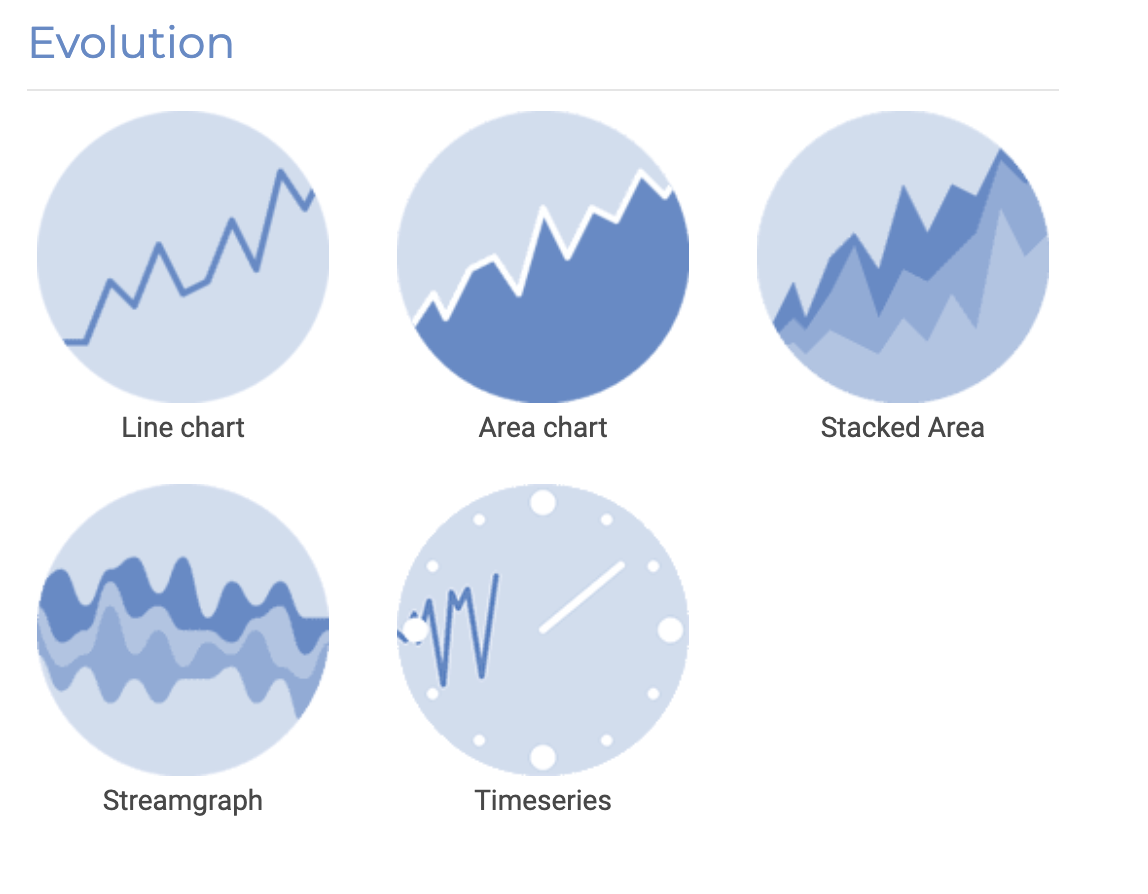 Evolution
Line chart
Area chart
Stacked Area
Streamgraph
Timeseries